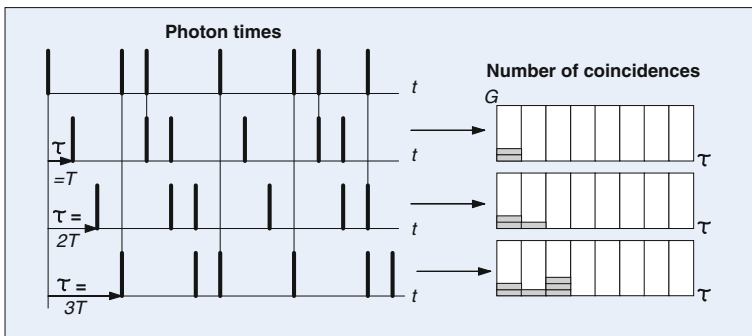 Photon times
Number of coincidences
t
G
τ
=T
t
τ
τ =
2T
t
τ
τ =
3T
t
τ